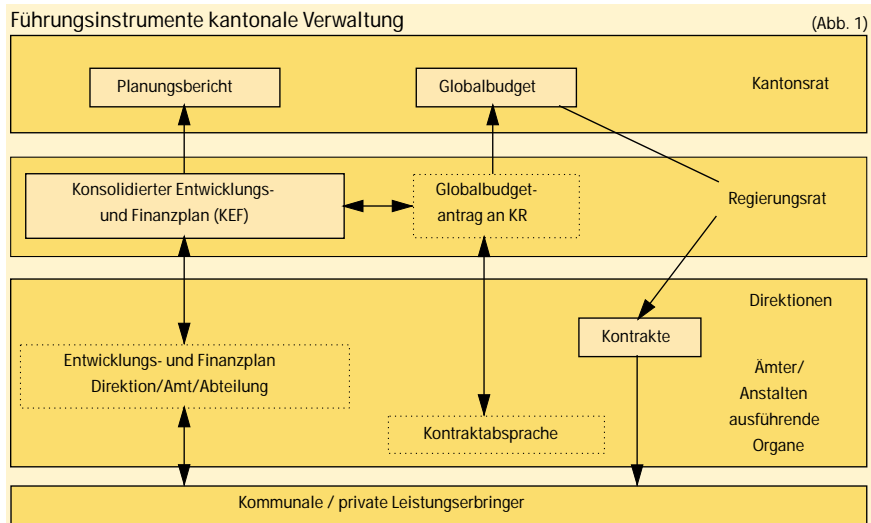 Führungsinstrumente kantonale Verwaltung
(Abb. 1)
Planungsbericht
Globalbudget
Kantonsrat
Konsolidierter Entwicklungs-
und Finanzplan (KEF)
Globalbudget-
antrag an KR
Regierungsrat
Direktionen
Kontrakte
Entwicklungs- und Finanzplan
Direktion/Amt/Abteilung
Ämter/
Anstalten
ausführende
Organe
Kontraktabsprache
Kommunale / private Leistungserbringer